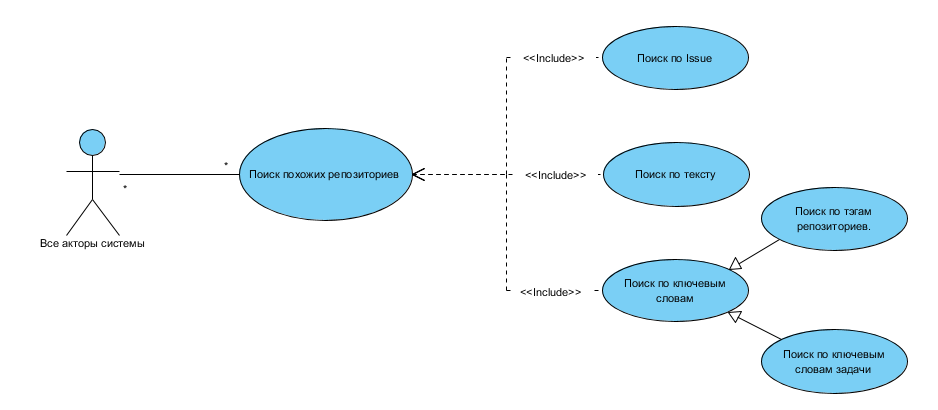 <<Include>>
Поиск по Issue
*
Поиск похожих репозиториев
*
<<Include>>
Поиск по тексту
Поиск по тэгам
репозиториев.
Все акторы системы
<<Include>>
Поиск по ключевым
словам
Поиск по ключевым
словам задачи